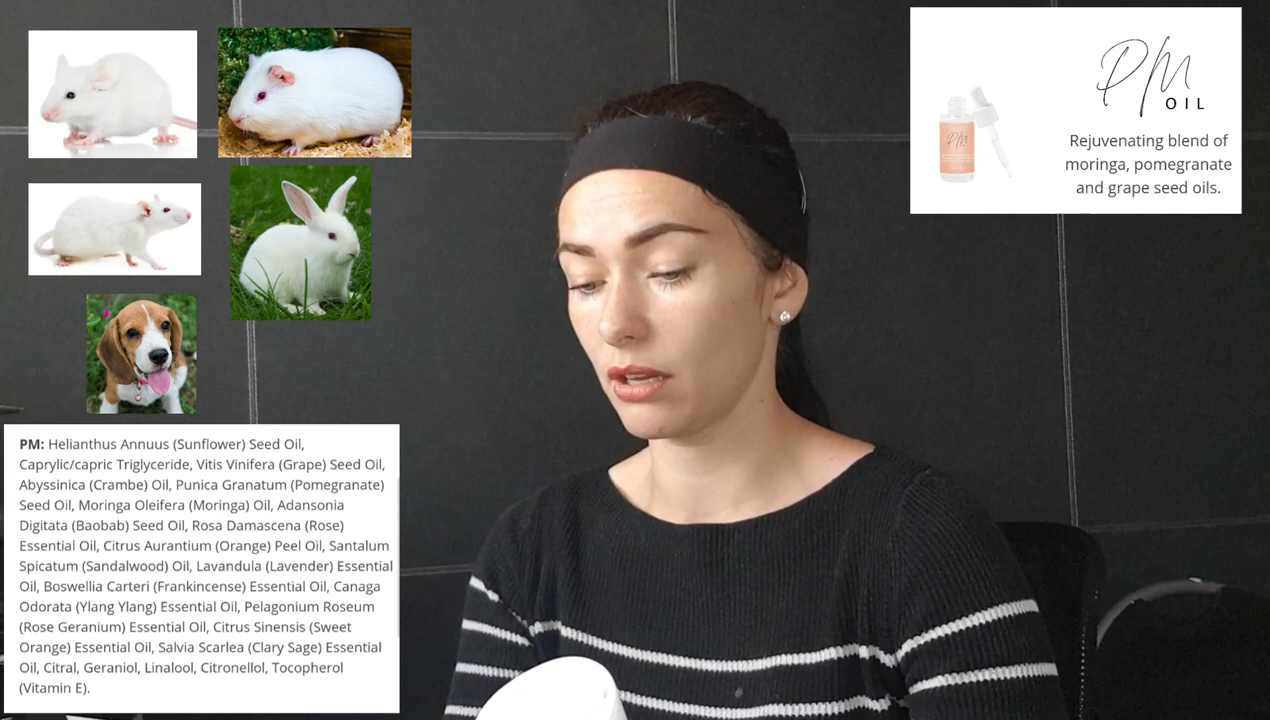 PM
OIL
Rejuvenating blend of
moringa, pomegranate
and grape seed oils.
PM
PM: Helianthus Annuus (Sunflower) Seed Oil,
Caprylic/capric Triglyceride, Vitis Vinifera (Grape) Seed Oil,
Abyssinica (Crambe) Oil, Punica Granatum (Pomegranate)
Seed Oil, Moringa Oleifera (Moringa) Oil, Adansonia
Digitata (Baobab) Seed Oil, Rosa Damascena (Rose)
Essential Oil, Citrus Aurantium (Orange) Peel Oil, Santalum
Spicatum (Sandalwood) Oil, Lavandula (Lavender) Essential
Oil, Boswellia Carteri (Frankincense) Essential Oil, Canaga
Odorata (Ylang Ylang) Essential Oil, Pelagonium Roseum
(Rose Geranium) Essential Oil, Citrus Sinensis (Sweet
Orange) Essential Oil, Salvia Scarlea (Clary Sage) Essential
Oil, Citral, Geraniol, Linalool, Citronellol, Tocopherol
(Vitamin E).